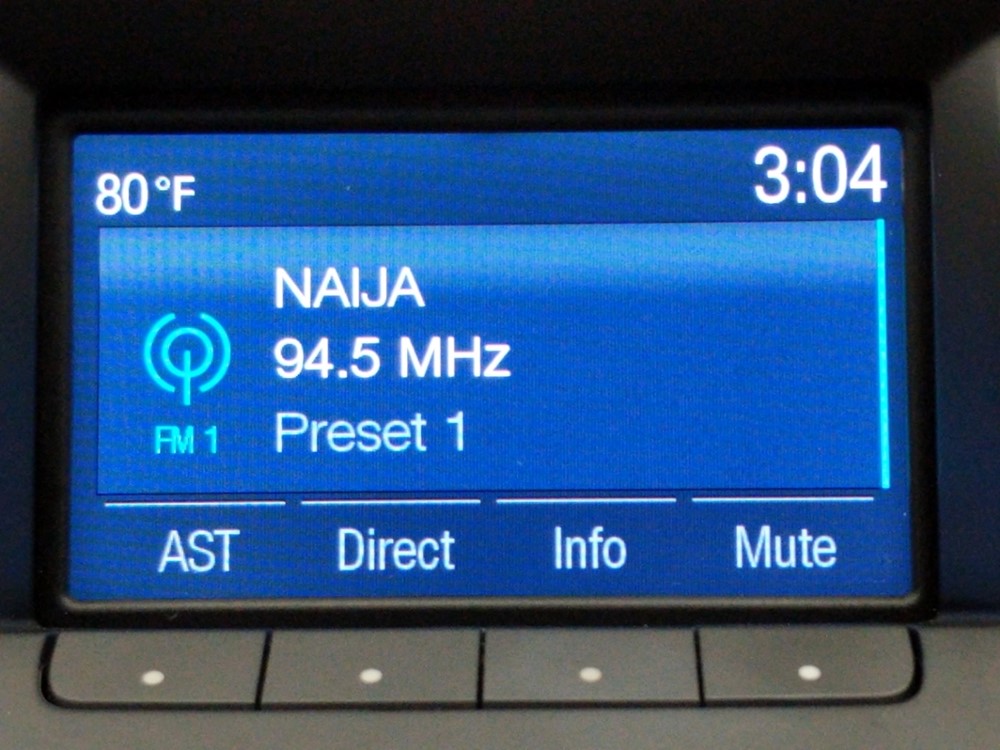 80°F 3:04
NAIJA
94.5 MHz
FM 1 Preset 1
AST Direct Info Mute